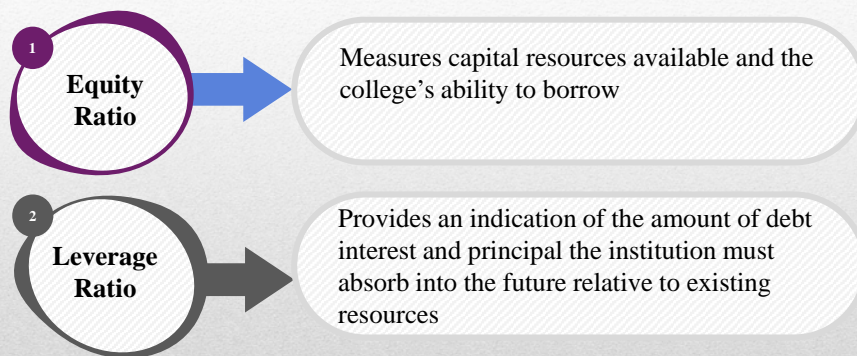 1
Equity
Ratio
Measures capital resources available and the
college’s ability to borrow
2
Leverage
Ratio
Provides an indication of the amount of debt
interest and principal the institution must
absorb into the future relative to existing
resources